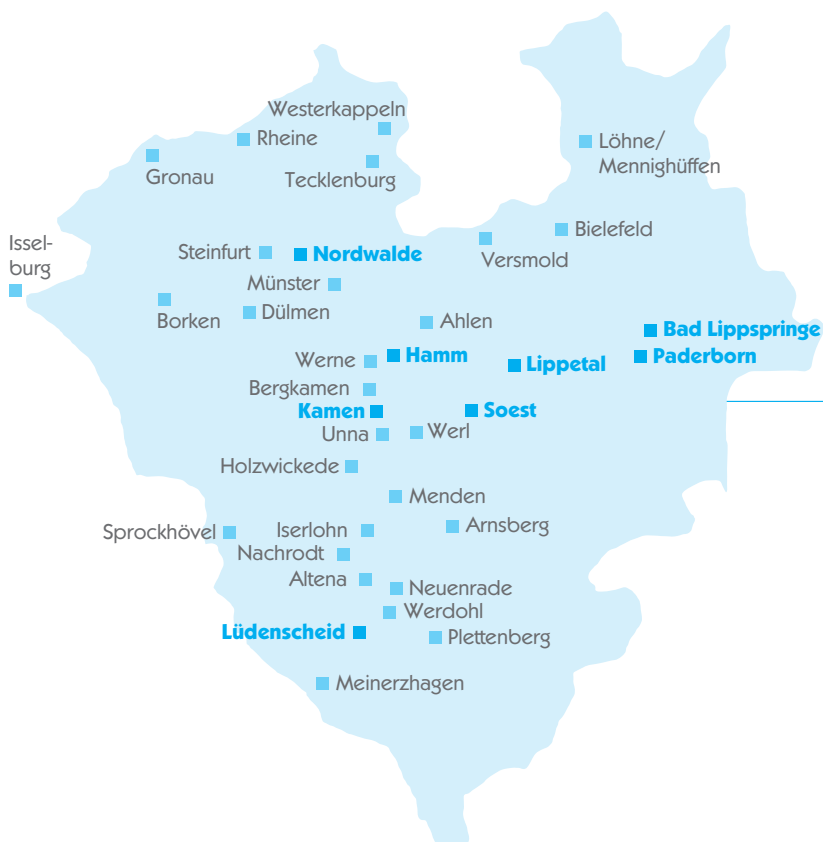 Westerkappeln
Rheine
Löhne/
Mennighüffen
Gronau
Tecklenburg
Bielefeld
Issel-
burg
Steinfurt
Nordwalde
Versmold
Münster
Borken
Dülmen
Ahlen
Bad Lippspringe
Werne
Hamm
Lippetal
Paderborn
Bergkamen
Kamen
Soest
Unna
Werl
Holzwickede
Menden
Sprockhövel
Iserlohn
Arnsberg
Nachrodt
Altena
Neuenrade
Werdohl
Lüdenscheid
Plettenberg
Meinerzhagen